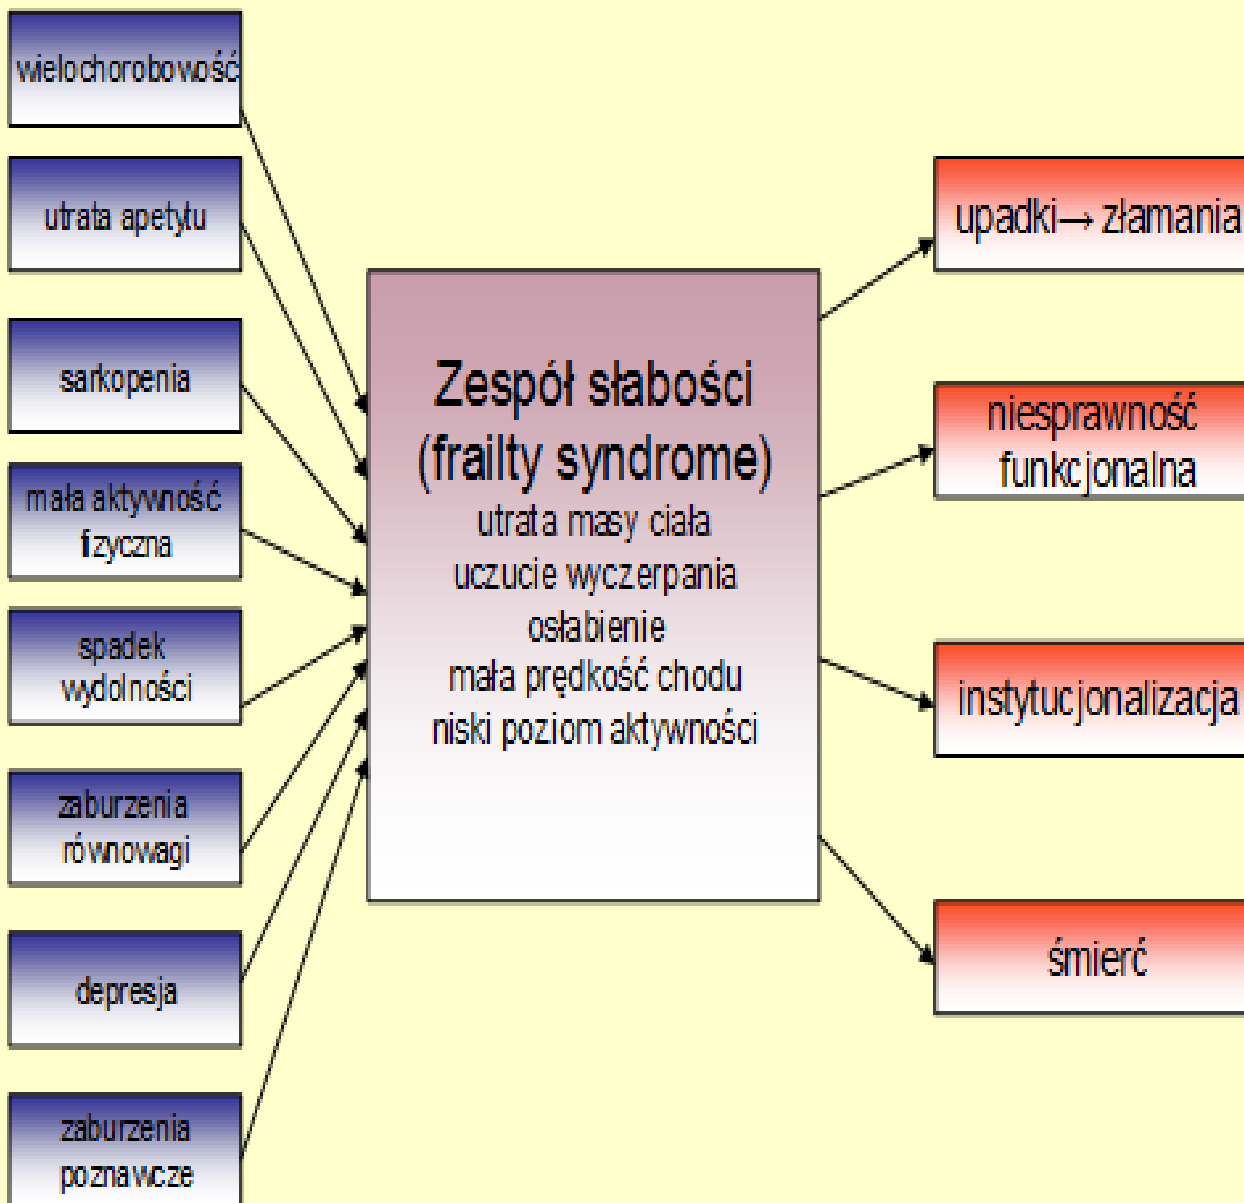 wielochorobowość
utrata apetytu
sarkopenia
mała aktywność
fizyczna
spadek
wydolności
zaburzenia
równowagi
depresja
zaburzenia
poznawcze
Zespół słabości
(frailty syndrome)
utrata masy ciała
uczucie wyczerpania
osłabienie
mała prędkość chodu
niski poziom aktywności
upadki→ złamania
niesprawność
funkcjonalna
instytucjonalizacja
śmierć